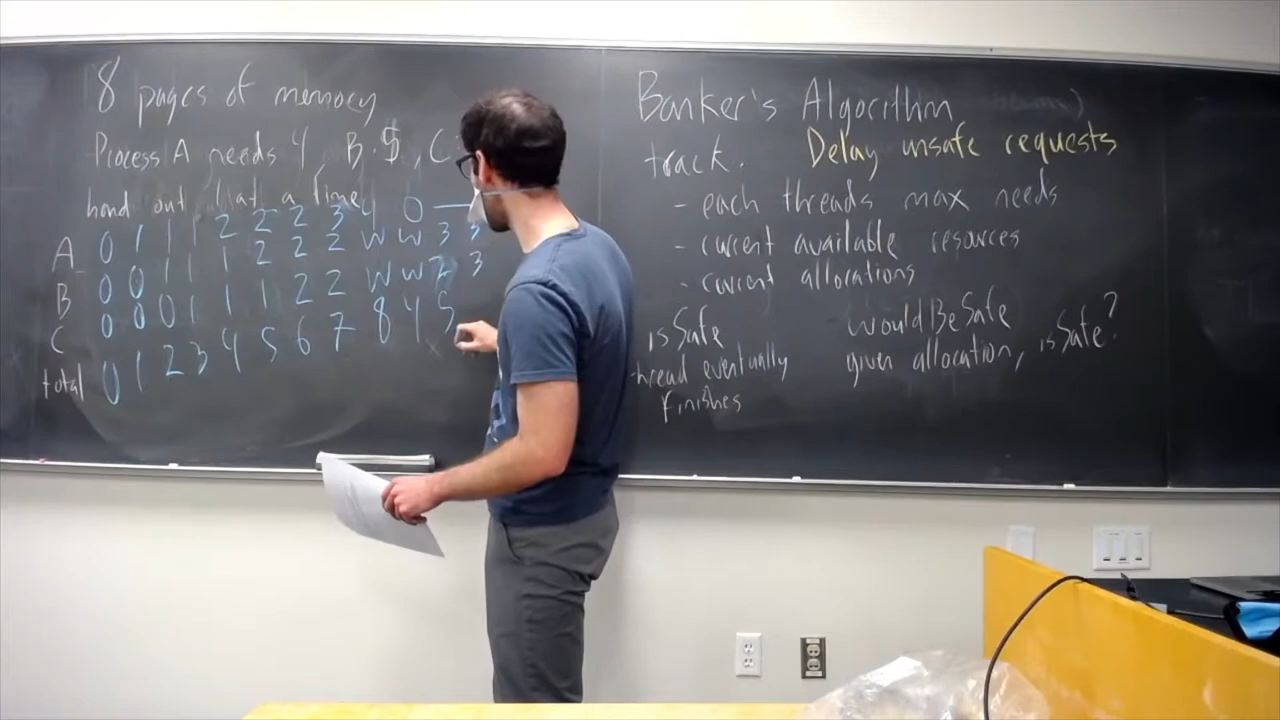 8 pages of memory
Process A needs 4, B. 5, C
hand out 1 at a time
A 0 1 1 1 2 2 2 3 4 0
B 0 0 1 1 1 2 2 2 W W 3 3
C 0 0 0 1 1 1 2 2 W W 2 3
total 0 1 2 3 4 5 6 7 8 4 5
Banker's Algorithm
track. Delay unsafe requests
- each threads max needs
- current available resources
- current allocations
isSafe
thread eventually
finishes
wouldBeSafe
given allocation, isSafe?